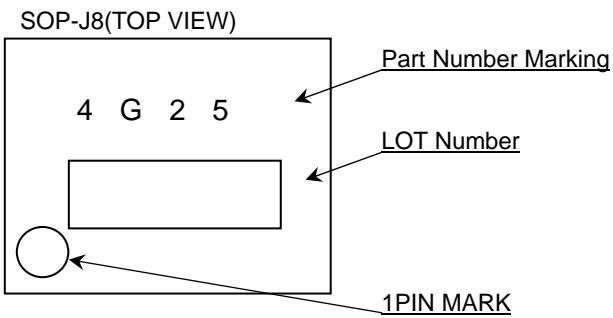 SOP-J8(TOP VIEW)
Part Number Marking
4 G 2 5
LOT Number
1PIN MARK